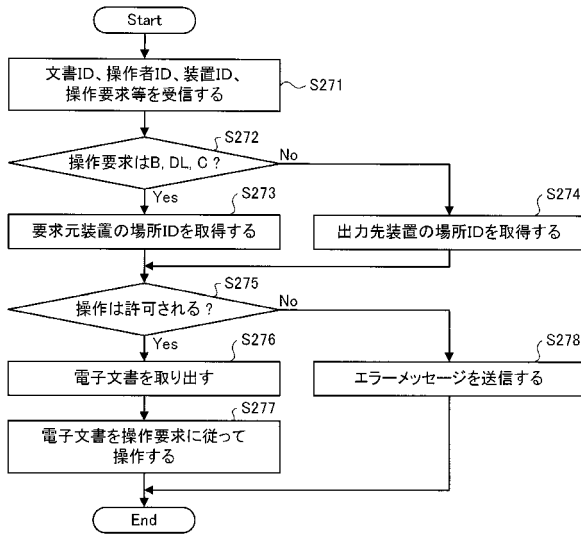 Start
文書ID、操作者ID、装置ID、
操作要求等を受信する
S271
S272
操作要求はB, DL, C ?
No
Yes
S273
S274
要求元装置の場所IDを取得する
出力先装置の場所IDを取得する
S275
操作は許可される ?
No
Yes
S276
S278
電子文書を取り出す
エラーメッセージを送信する
S277
電子文書を操作要求に従って
操作する
End